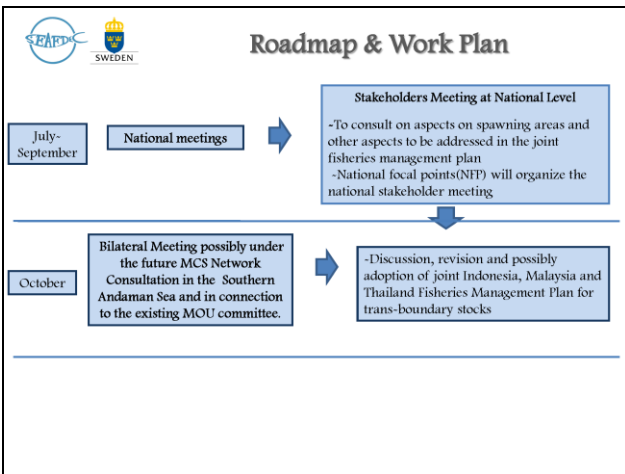 SEAFDEC
SWEDEN
Roadmap & Work Plan
July-
September
National meetings
Stakeholders Meeting at National Level
-To consult on aspects on spawning areas and
other aspects to be addressed in the joint
fisheries management plan
-National focal points(NFP) will organize the
national stakeholder meeting
October
Bilateral Meeting possibly under
the future MCS Network
Consultation in the Southern
Andaman Sea and in connection
to the existing MOU committee.
-Discussion, revision and possibly
adoption of joint Indonesia, Malaysia and
Thailand Fisheries Management Plan for
trans-boundary stocks